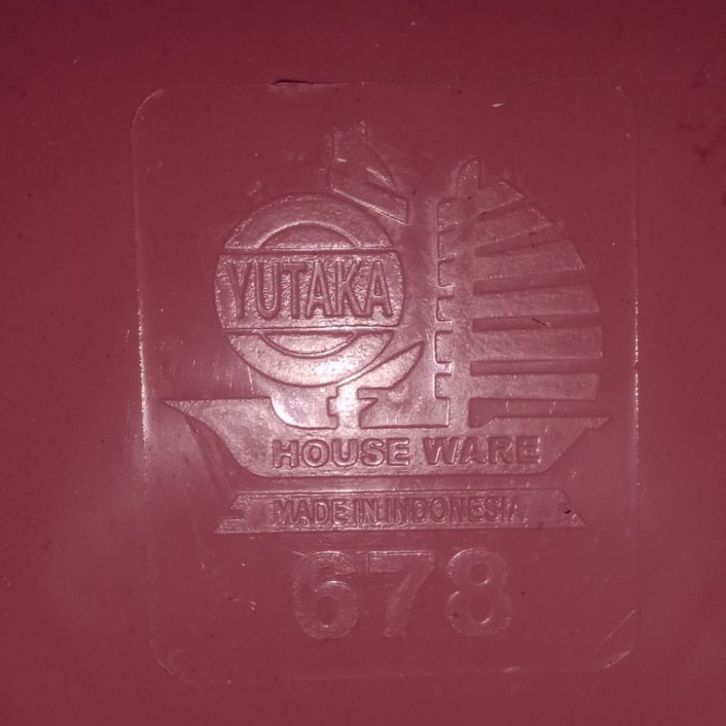 YUTAKA
HOUSE WARE
MADE IN INDONESIA
678